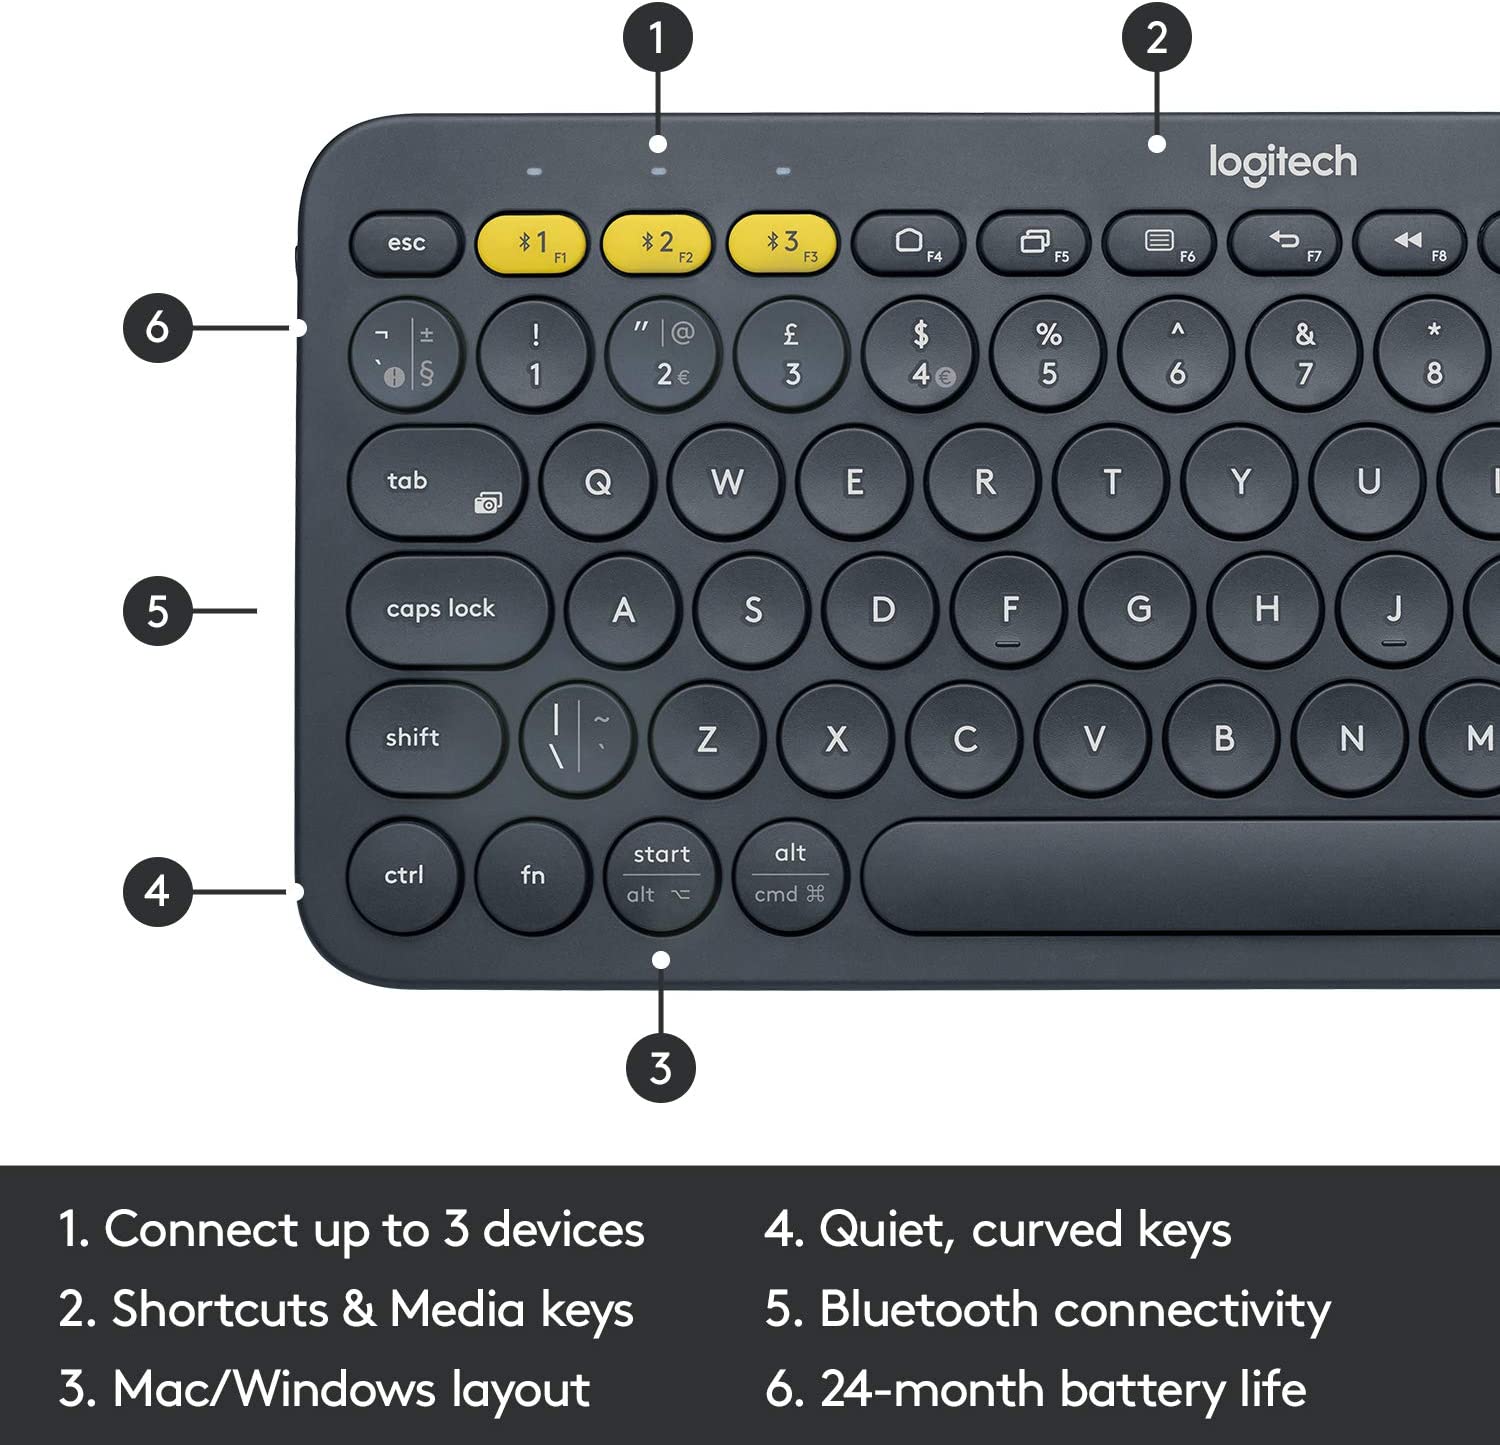 1
2
logitech
esc
1 F1
2 F2
3 F3
F4
F5
F6
F7
F8
6
¬ ± ` ¦ §
! 1
" @ 2 €
£ 3
$ 4 €
% 5
^ 6
& 7
* 8
tab
Q
W
E
R
T
Y
U
5
caps lock
A
S
D
F
G
H
J
shift
| ~ \ `
Z
X
C
V
B
N
M
4
ctrl
fn
start
alt ⌥
alt
cmd ⌘
3
1. Connect up to 3 devices
2. Shortcuts & Media keys
3. Mac/Windows layout
4. Quiet, curved keys
5. Bluetooth connectivity
6. 24-month battery life